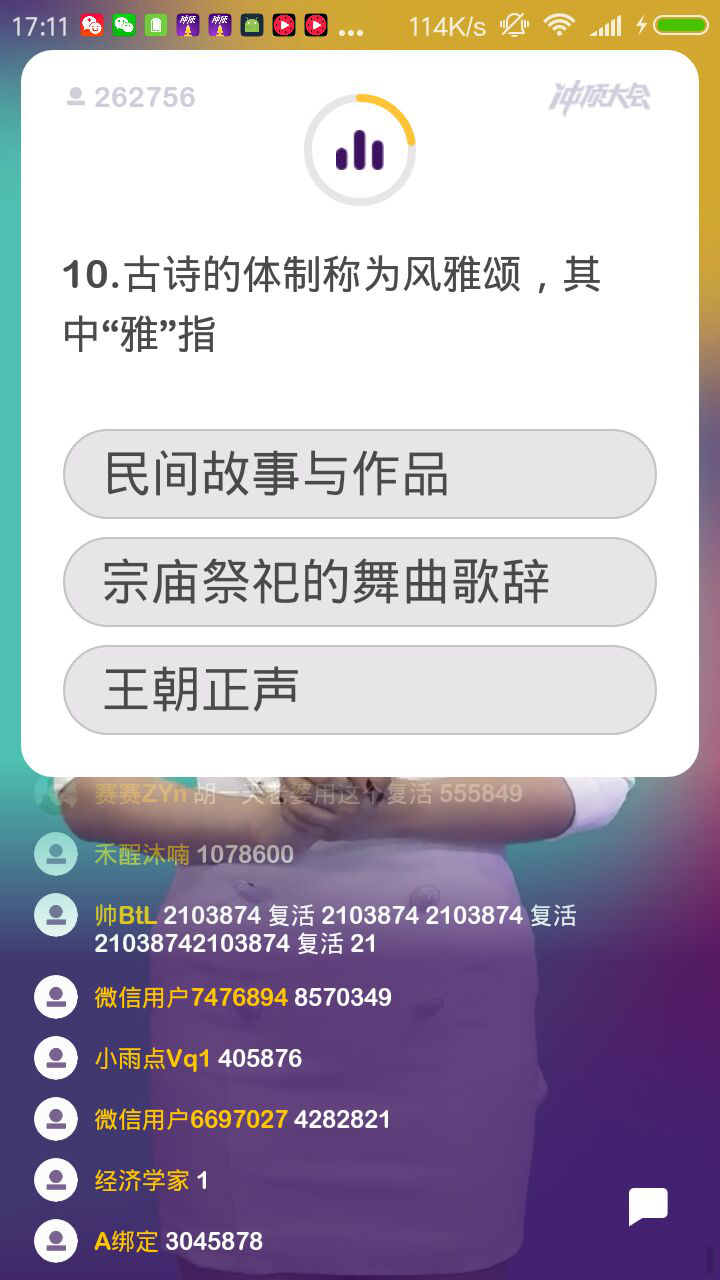 17:11 114K/s
262756 冲顶大会
10.古诗的体制称为风雅颂，其
中“雅”指
民间故事与作品
宗庙祭祀的舞曲歌辞
王朝正声
赛赛ZYn 胡一天老婆用这个复活 555849
禾酲沐喃 1078600
帅BtL 2103874 复活 2103874 2103874 复活
21038742103874 复活 21
微信用户7476894 8570349
小雨点Vq1 405876
微信用户6697027 4282821
经济学家 1
A绑定 3045878